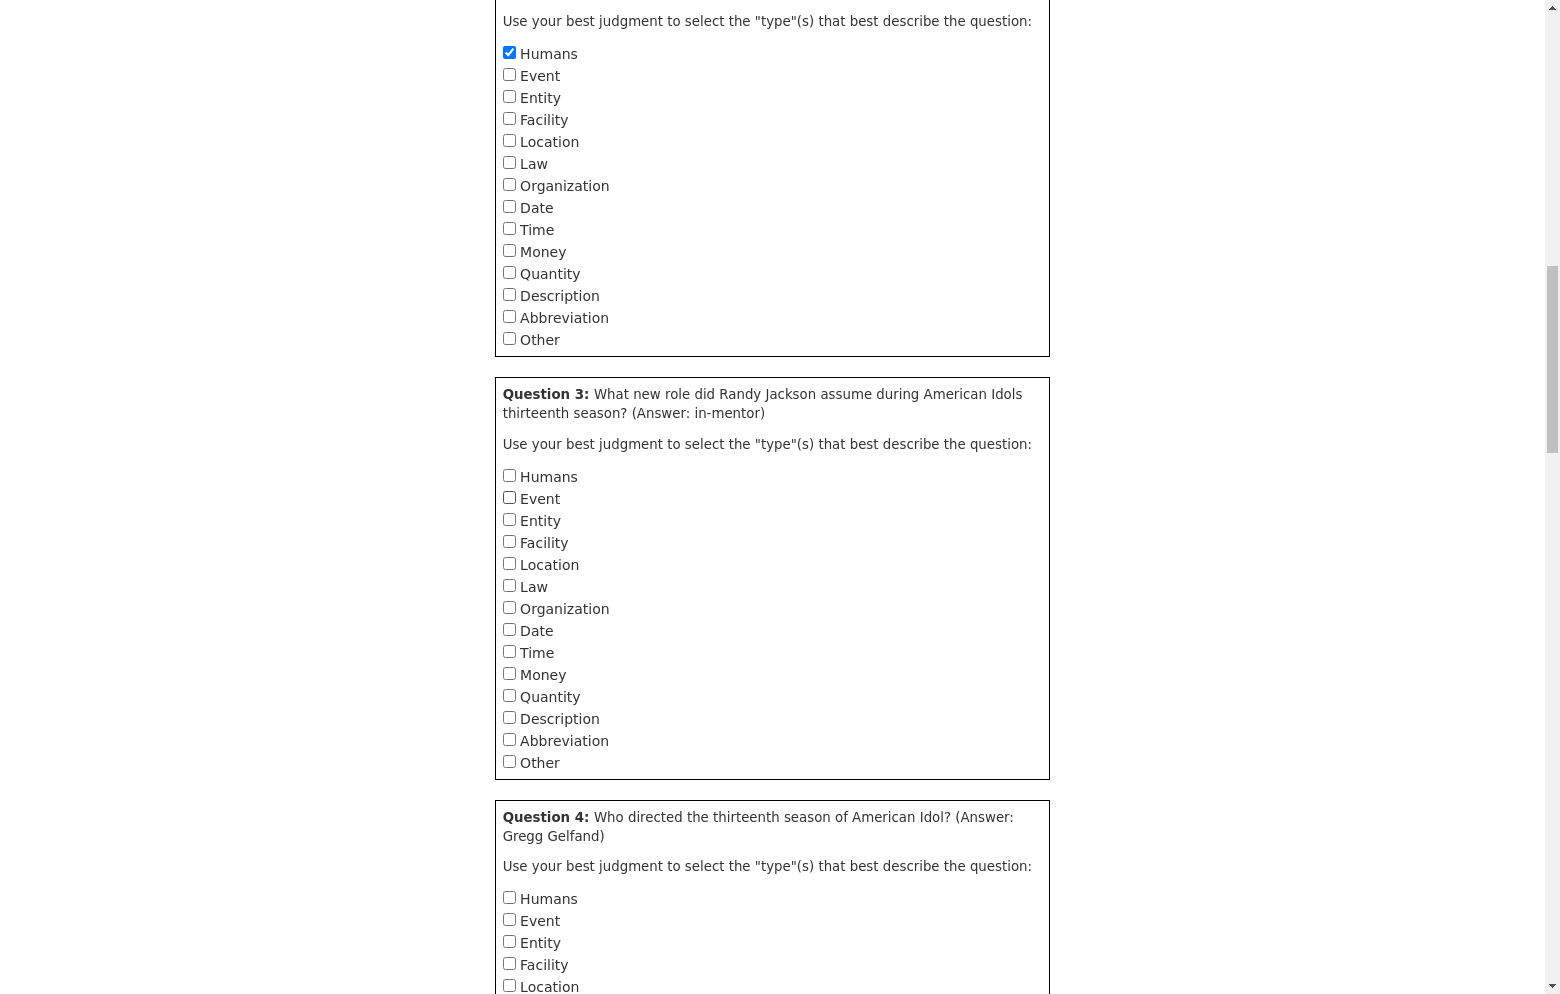 Use your best judgment to select the "type"(s) that best describe the question:
Humans
Event
Entity
Facility
Location
Law
Organization
Date
Time
Money
Quantity
Description
Abbreviation
Other
Question 3: What new role did Randy Jackson assume during American Idols
thirteenth season? (Answer: in-mentor)
Use your best judgment to select the "type"(s) that best describe the question:
Humans
Event
Entity
Facility
Location
Law
Organization
Date
Time
Money
Quantity
Description
Abbreviation
Other
Question 4: Who directed the thirteenth season of American Idol? (Answer:
Gregg Gelfand)
Use your best judgment to select the "type"(s) that best describe the question:
Humans
Event
Entity
Facility
Location